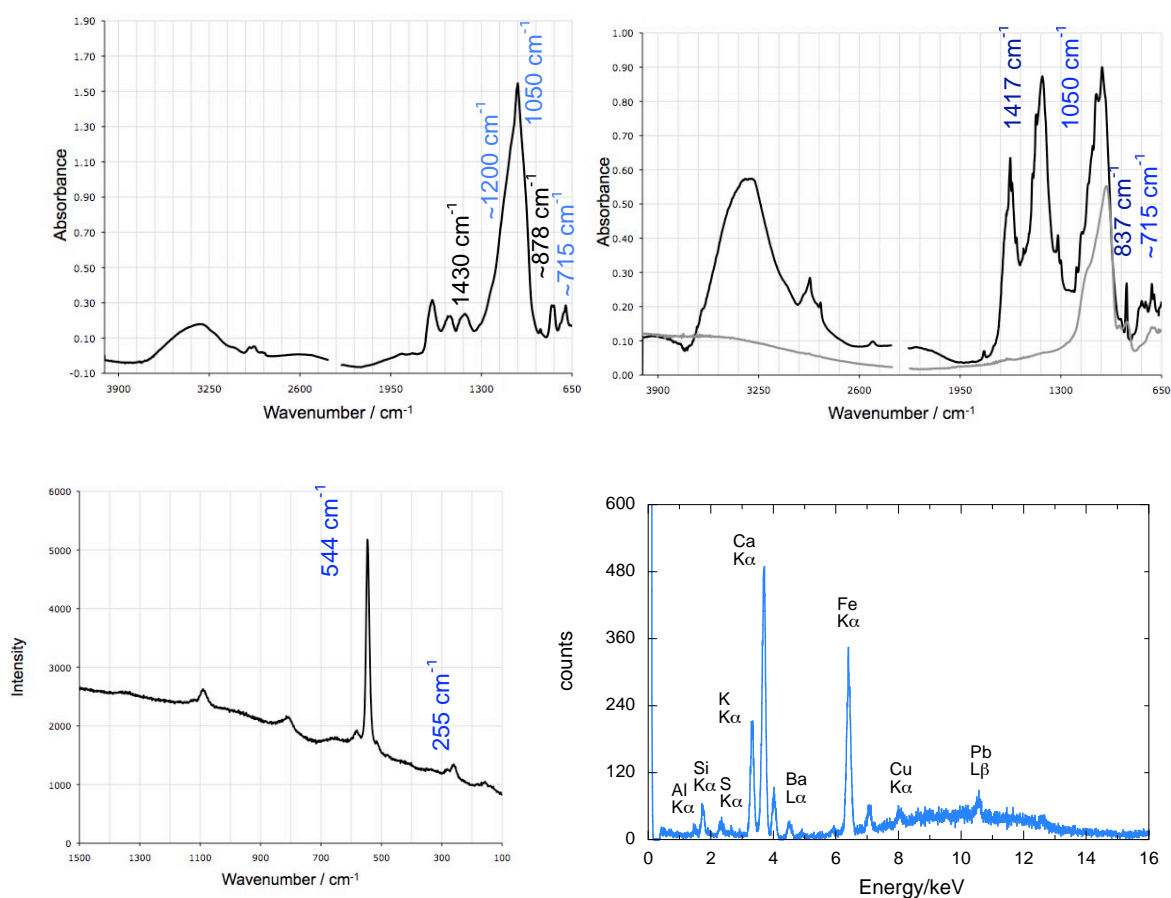 1.90
1.70
1.50
1.30
1.10
0.90
0.70
0.50
0.30
0.10
-0.10
Absorbance
3900
3250
2600
1950
1300
650
Wavenumber / cm-1
1430 cm-1
~1200 cm-1
1050 cm-1
~878 cm-1
~715 cm-1
1.00
0.90
0.80
0.70
0.60
0.50
0.40
0.30
0.20
0.10
0.00
Absorbance
3900
3250
2600
1950
1300
650
Wavenumber / cm-1
1417 cm-1
1050 cm-1
837 cm-1
~715 cm-1
6000
5000
4000
3000
2000
1000
0
Intensity
1500
1300
1100
900
700
500
300
100
Wavenumber / cm-1
544 cm-1
255 cm-1
600
480
360
240
120
0
counts
0
2
4
6
8
10
12
14
16
Energy/keV
Al
Kα
Si
Kα
S
Kα
K
Kα
Ca
Kα
Ba
Lα
Fe
Kα
Cu
Kα
Pb
Lβ